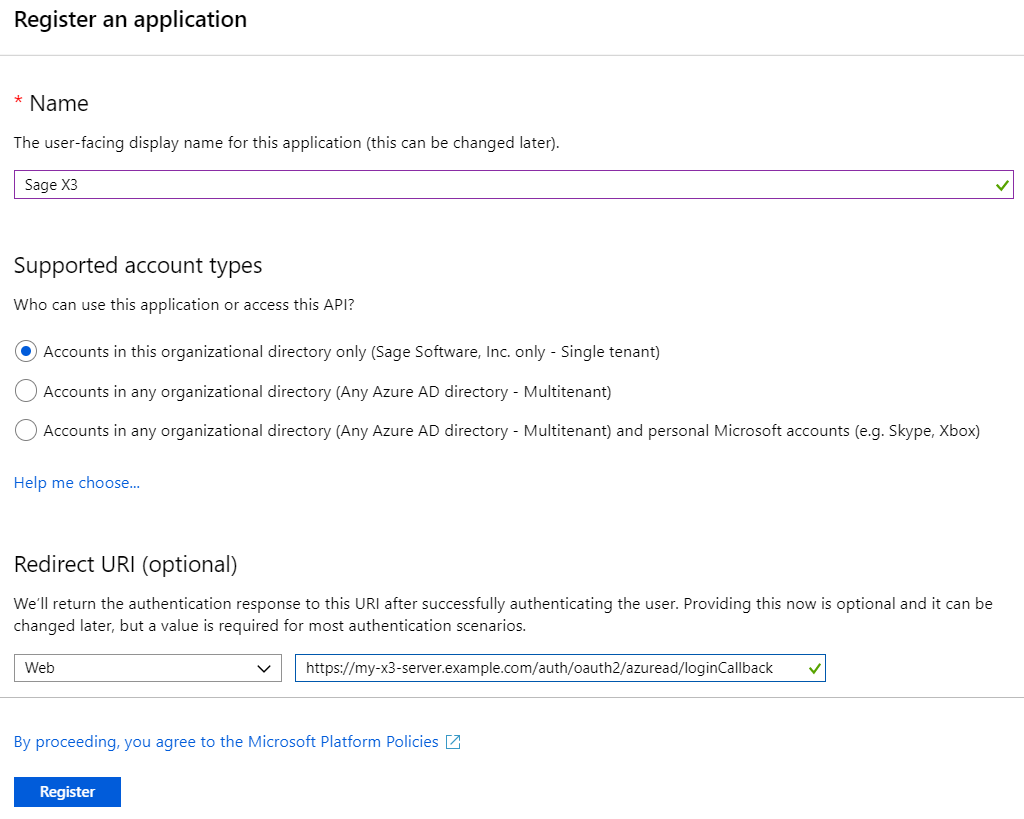 Register an application
* Name
The user-facing display name for this application (this can be changed later).
Sage X3
Supported account types
Who can use this application or access this API?
Accounts in this organizational directory only (Sage Software, Inc. only - Single tenant)
Accounts in any organizational directory (Any Azure AD directory - Multitenant)
Accounts in any organizational directory (Any Azure AD directory - Multitenant) and personal Microsoft accounts (e.g. Skype, Xbox)
Help me choose...
Redirect URI (optional)
We'll return the authentication response to this URI after successfully authenticating the user. Providing this now is optional and it can be
changed later, but a value is required for most authentication scenarios.
Web https://my-x3-server.example.com/auth/oauth2/azuread/loginCallback
By proceeding, you agree to the Microsoft Platform Policies
Register